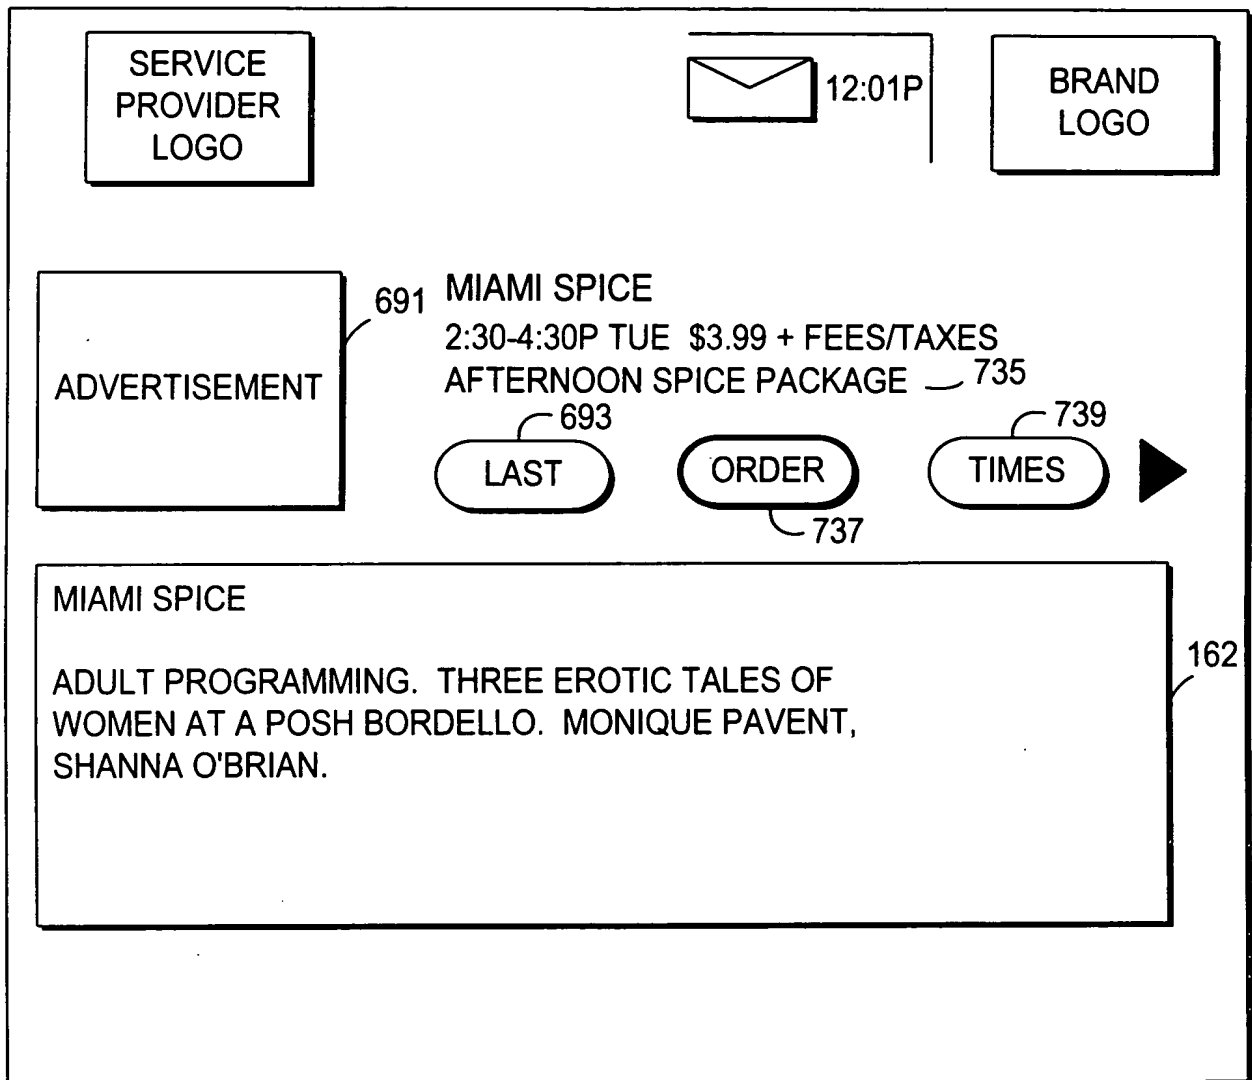 SERVICE
PROVIDER
LOGO
12:01P
BRAND
LOGO
ADVERTISEMENT
691
MIAMI SPICE
2:30-4:30P TUE $3.99 + FEES/TAXES
AFTERNOON SPICE PACKAGE 735
693
739
LAST
ORDER
TIMES
737
MIAMI SPICE
ADULT PROGRAMMING. THREE EROTIC TALES OF
WOMEN AT A POSH BORDELLO. MONIQUE PAVENT,
SHANNA O'BRIAN.
162